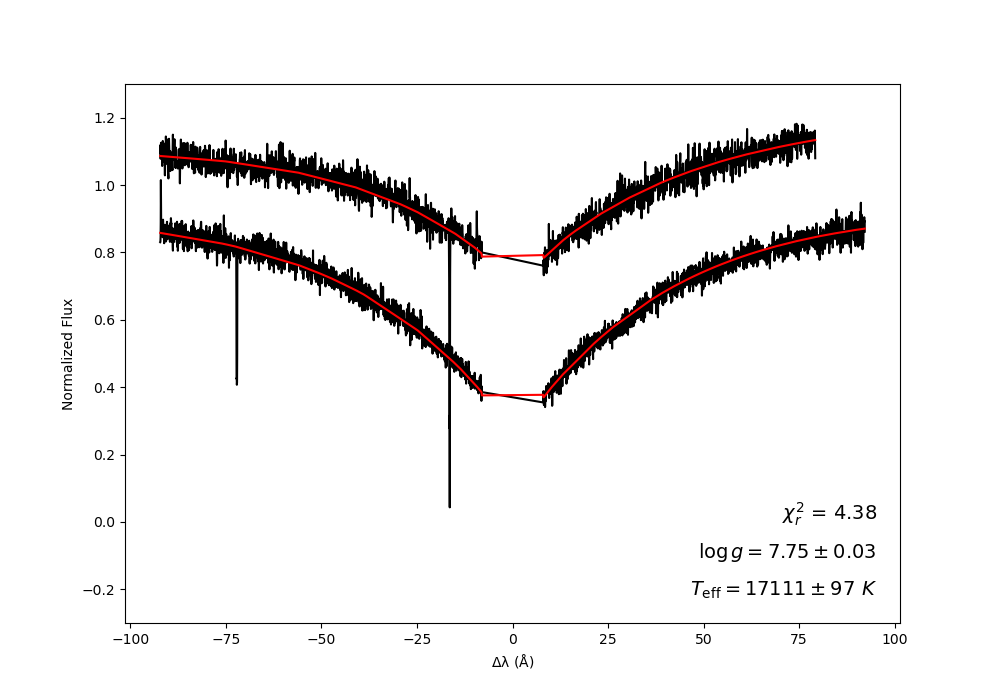 1.2
1.0
0.8
0.6
0.4
0.2
0.0
−0.2
Normalized Flux
χ²ᵣ = 4.38
log g = 7.75 ± 0.03
T_eff = 17111 ± 97 K
−100 −75 −50 −25 0 25 50 75 100
Δλ (Å)